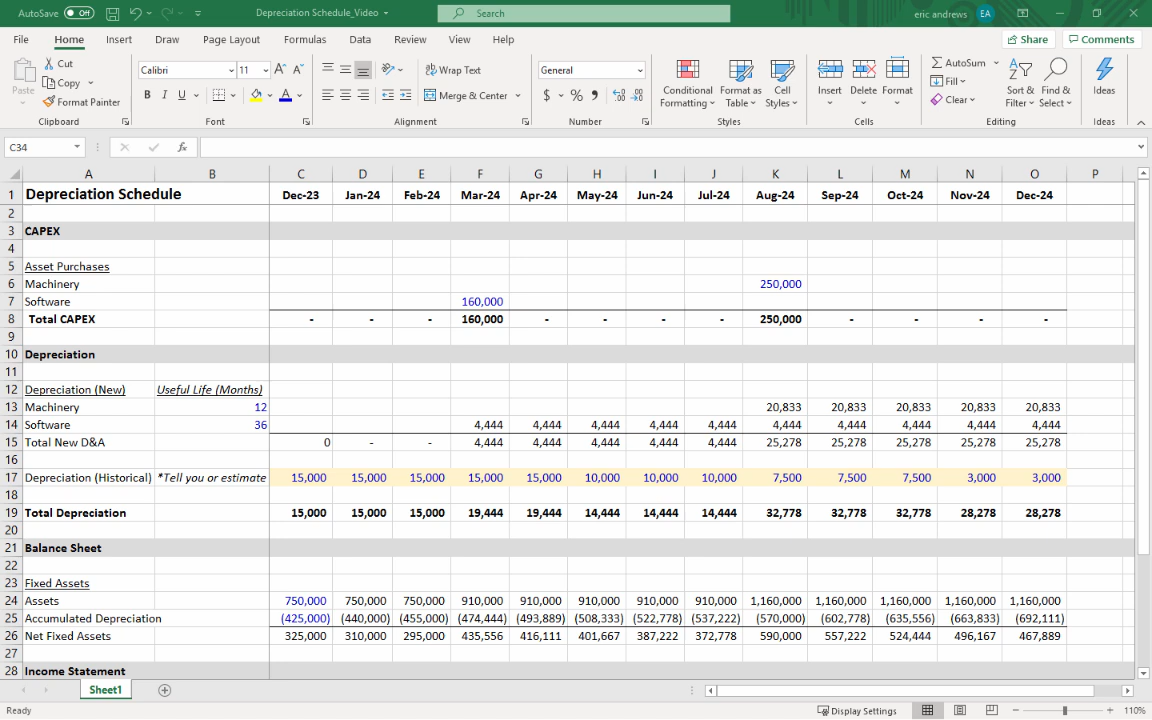 AutoSave Off Depreciation Schedule_Video Search eric andrews EA
File Home Insert Draw Page Layout Formulas Data Review View Help Share Comments
Paste Cut Copy Format Painter Clipboard
Calibri 11 A A B I U A Font
Wrap Text Merge & Center Alignment
General $ % , Number
Conditional Formatting Format as Table Cell Styles Styles
Insert Delete Format Cells
AutoSum Fill Clear Sort & Filter Find & Select Editing
Ideas Ideas
C34 fx
A B C D E F G H I J K L M N O P
1 Depreciation Schedule Dec-23 Jan-24 Feb-24 Mar-24 Apr-24 May-24 Jun-24 Jul-24 Aug-24 Sep-24 Oct-24 Nov-24 Dec-24
2
3 CAPEX
4
5 Asset Purchases
6 Machinery 250,000
7 Software 160,000
8 Total CAPEX - - - 160,000 - - - - 250,000 - - - -
9
10 Depreciation
11
12 Depreciation (New) Useful Life (Months)
13 Machinery 12 20,833 20,833 20,833 20,833 20,833
14 Software 36 4,444 4,444 4,444 4,444 4,444 4,444 4,444 4,444 4,444 4,444
15 Total New D&A 0 - - 4,444 4,444 4,444 4,444 4,444 25,278 25,278 25,278 25,278 25,278
16
17 Depreciation (Historical) *Tell you or estimate 15,000 15,000 15,000 15,000 15,000 10,000 10,000 10,000 7,500 7,500 7,500 3,000 3,000
18
19 Total Depreciation 15,000 15,000 15,000 19,444 19,444 14,444 14,444 14,444 32,778 32,778 32,778 28,278 28,278
20
21 Balance Sheet
22
23 Fixed Assets
24 Assets 750,000 750,000 750,000 910,000 910,000 910,000 910,000 910,000 1,160,000 1,160,000 1,160,000 1,160,000 1,160,000
25 Accumulated Depreciation (425,000) (440,000) (455,000) (474,444) (493,889) (508,333) (522,778) (537,222) (570,000) (602,778) (635,556) (663,833) (692,111)
26 Net Fixed Assets 325,000 310,000 295,000 435,556 416,111 401,667 387,222 372,778 590,000 557,222 524,444 496,167 467,889
27
28 Income Statement
Sheet1
Ready Display Settings 110%